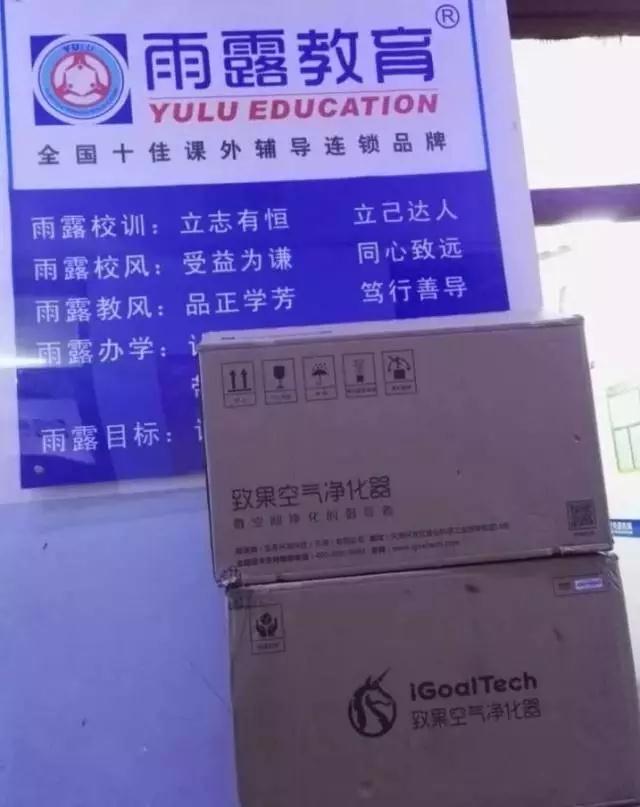 YULU
雨露教育®
YULU EDUCATION
全国十佳课外辅导连锁品牌
雨露校训：立志有恒 立己达人
雨露校风：受益为谦 同心致远
雨露教风：品正学芳 笃行善导
雨露办学：
雨露目标：
致果空气净化器
iGoalTech
致果空气净化器